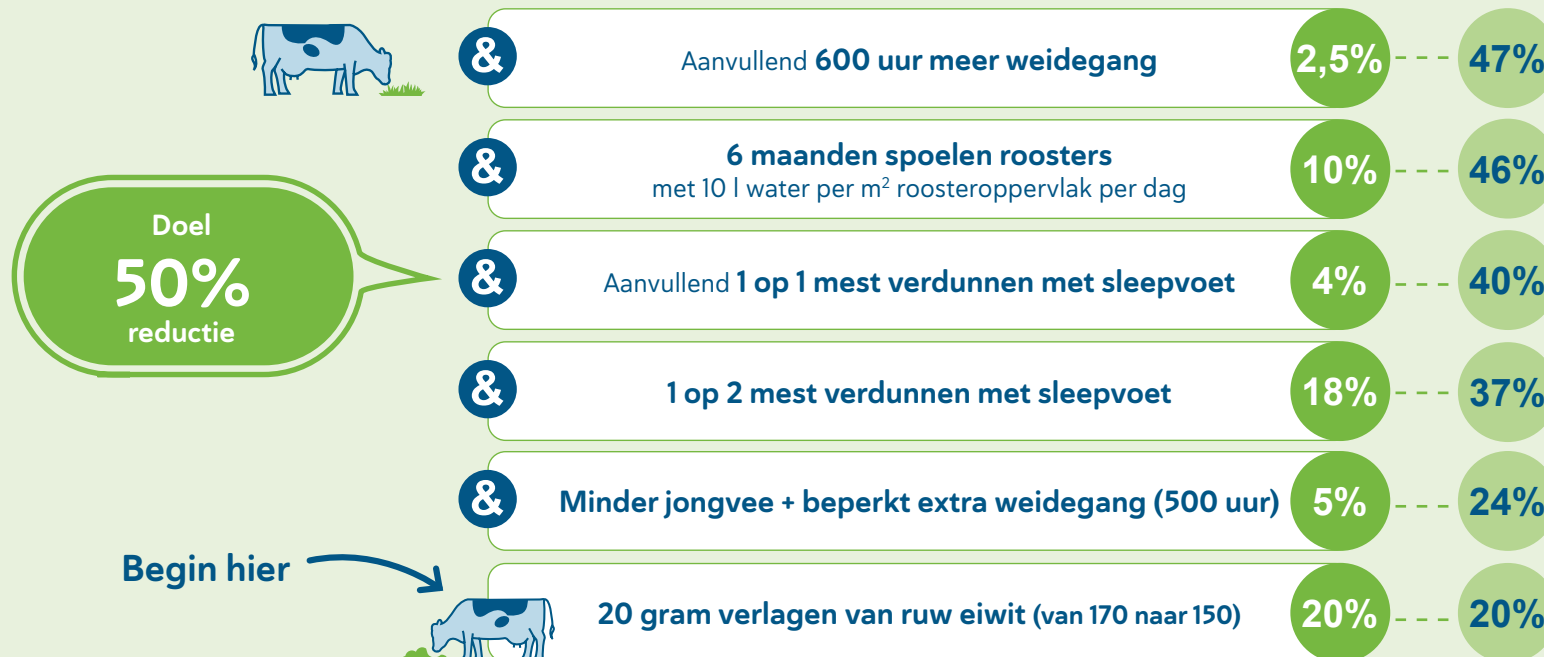 & Aanvullend 600 uur meer weidegang 2,5% 47%
& 6 maanden spoelen roosters
met 10 l water per m² roosteroppervlak per dag 10% 46%
Doel
50%
reductie
& Aanvullend 1 op 1 mest verdunnen met sleepvoet 4% 40%
& 1 op 2 mest verdunnen met sleepvoet 18% 37%
& Minder jongvee + beperkt extra weidegang (500 uur) 5% 24%
Begin hier
20 gram verlagen van ruw eiwit (van 170 naar 150) 20% 20%